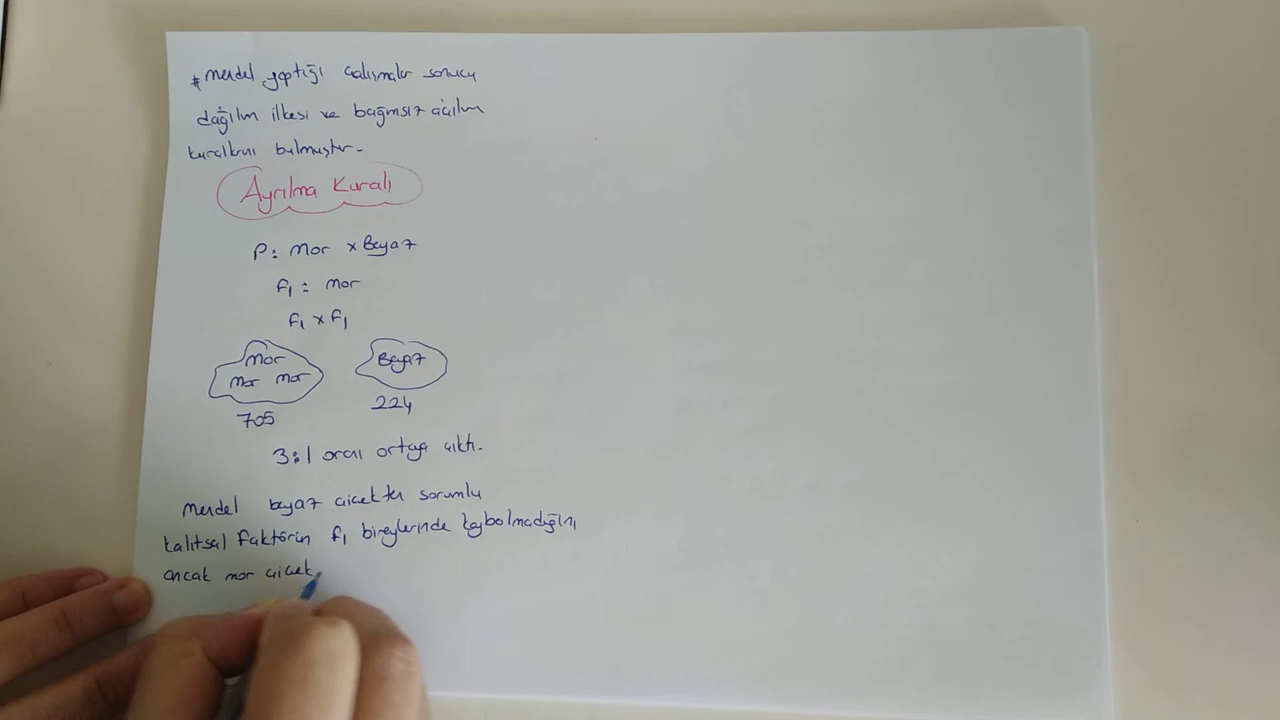 * Mendel yaptığı çalışmalar sonucu
dağılım ilkesi ve bağımsız açılım
kurallarını bulmuştur.
Ayrılma Kuralı
P: Mor x Beyaz
F1 : Mor
F1 x F1
Mor
Mor Mor
Beyaz
705
224
3:1 oranı ortaya çıktı.
Mendel beyaz çiçekten sorumlu
kalıtsal faktörün F1 bireylerinde kaybolmadığını,
ancak mor çiçek